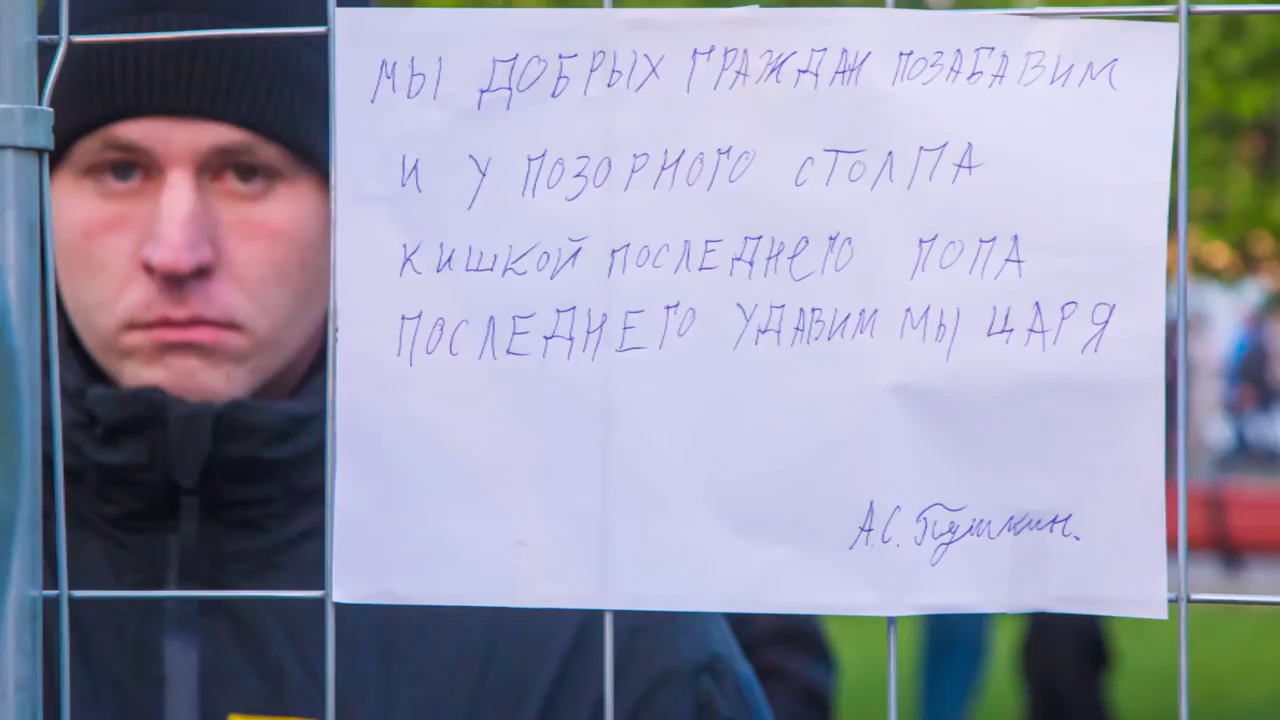 МЫ ДОБРЫХ ГРАЖДАН ПОЗАБАВИМ
И У ПОЗОРНОГО СТОЛПА
КИШКОЙ ПОСЛЕДНЕГО ПОПА
ПОСЛЕДНЕГО УДАВИМ МЫ ЦАРЯ
А.С. Пушкин.